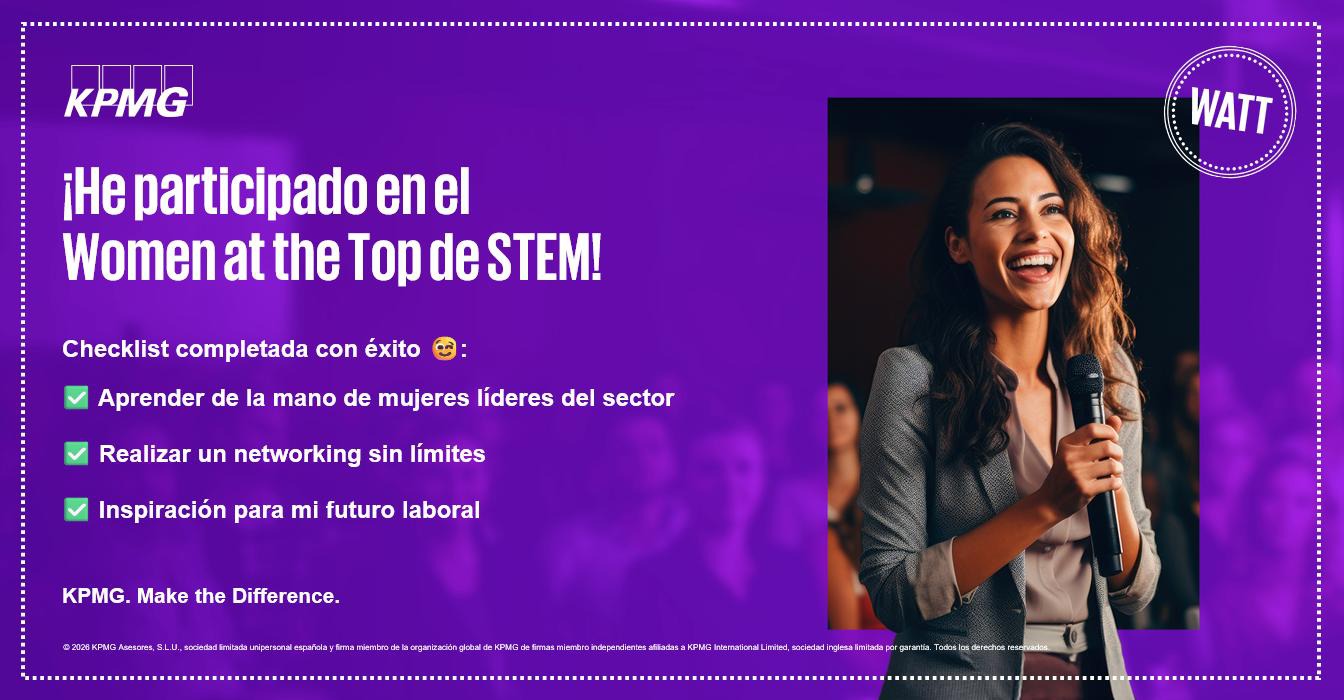 KPMG
WATT
¡He participado en el
Women at the Top de STEM!
Checklist completada con éxito 🥹:
✅ Aprender de la mano de mujeres líderes del sector
✅ Realizar un networking sin límites
✅ Inspiración para mi futuro laboral
KPMG. Make the Difference.
© 2026 KPMG Asesores, S.L.U., sociedad limitada unipersonal española y firma miembro de la organización global de KPMG de firmas miembro independientes afiliadas a KPMG International Limited, sociedad inglesa limitada por garantía. Todos los derechos reservados.